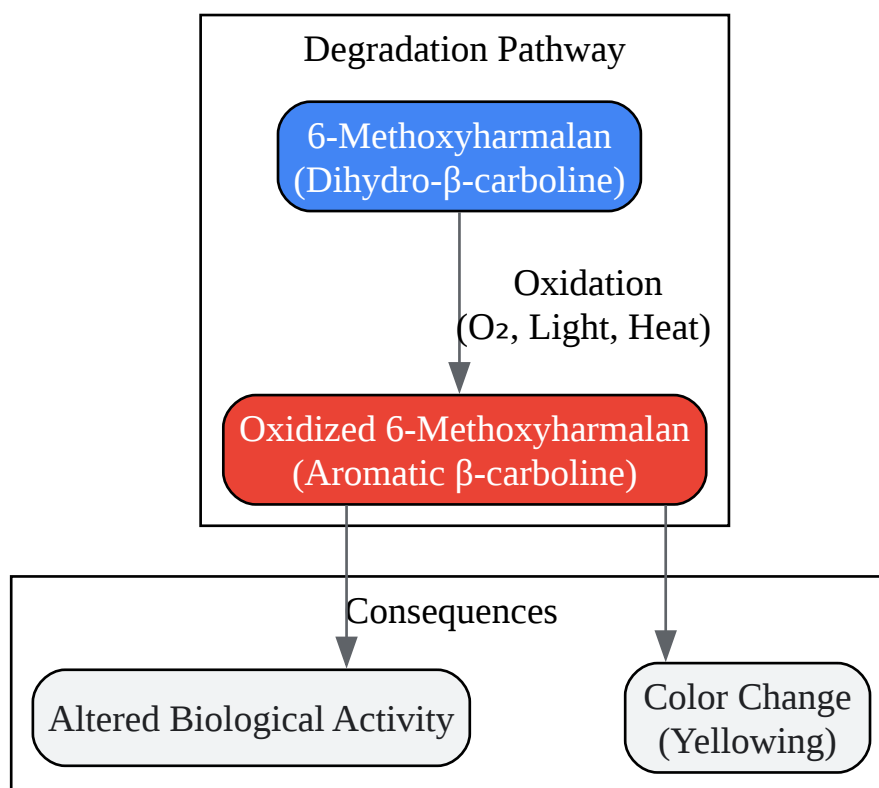 Degradation Pathway
6-Methoxyharmalan
(Dihydro-β-carboline)
Oxidation
(O₂, Light, Heat)
Oxidized 6-Methoxyharmalan
(Aromatic β-carboline)
Consequences
Altered Biological Activity
Color Change
(Yellowing)